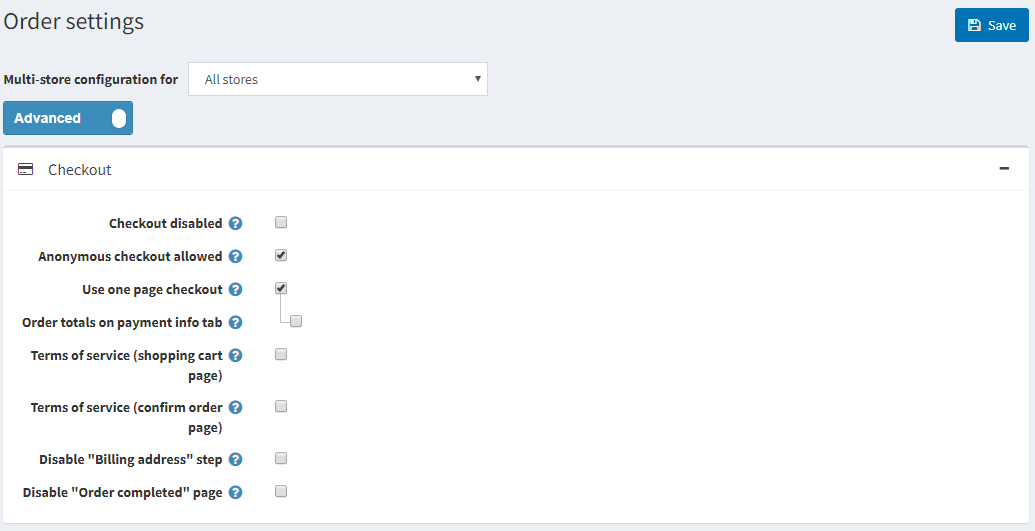 Order settings
Save
Multi-store configuration for
All stores
Advanced
Checkout
Checkout disabled ?
Anonymous checkout allowed ?
Use one page checkout ?
Order totals on payment info tab ?
Terms of service (shopping cart ?
page)
Terms of service (confirm order ?
page)
Disable "Billing address" step ?
Disable "Order completed" page ?